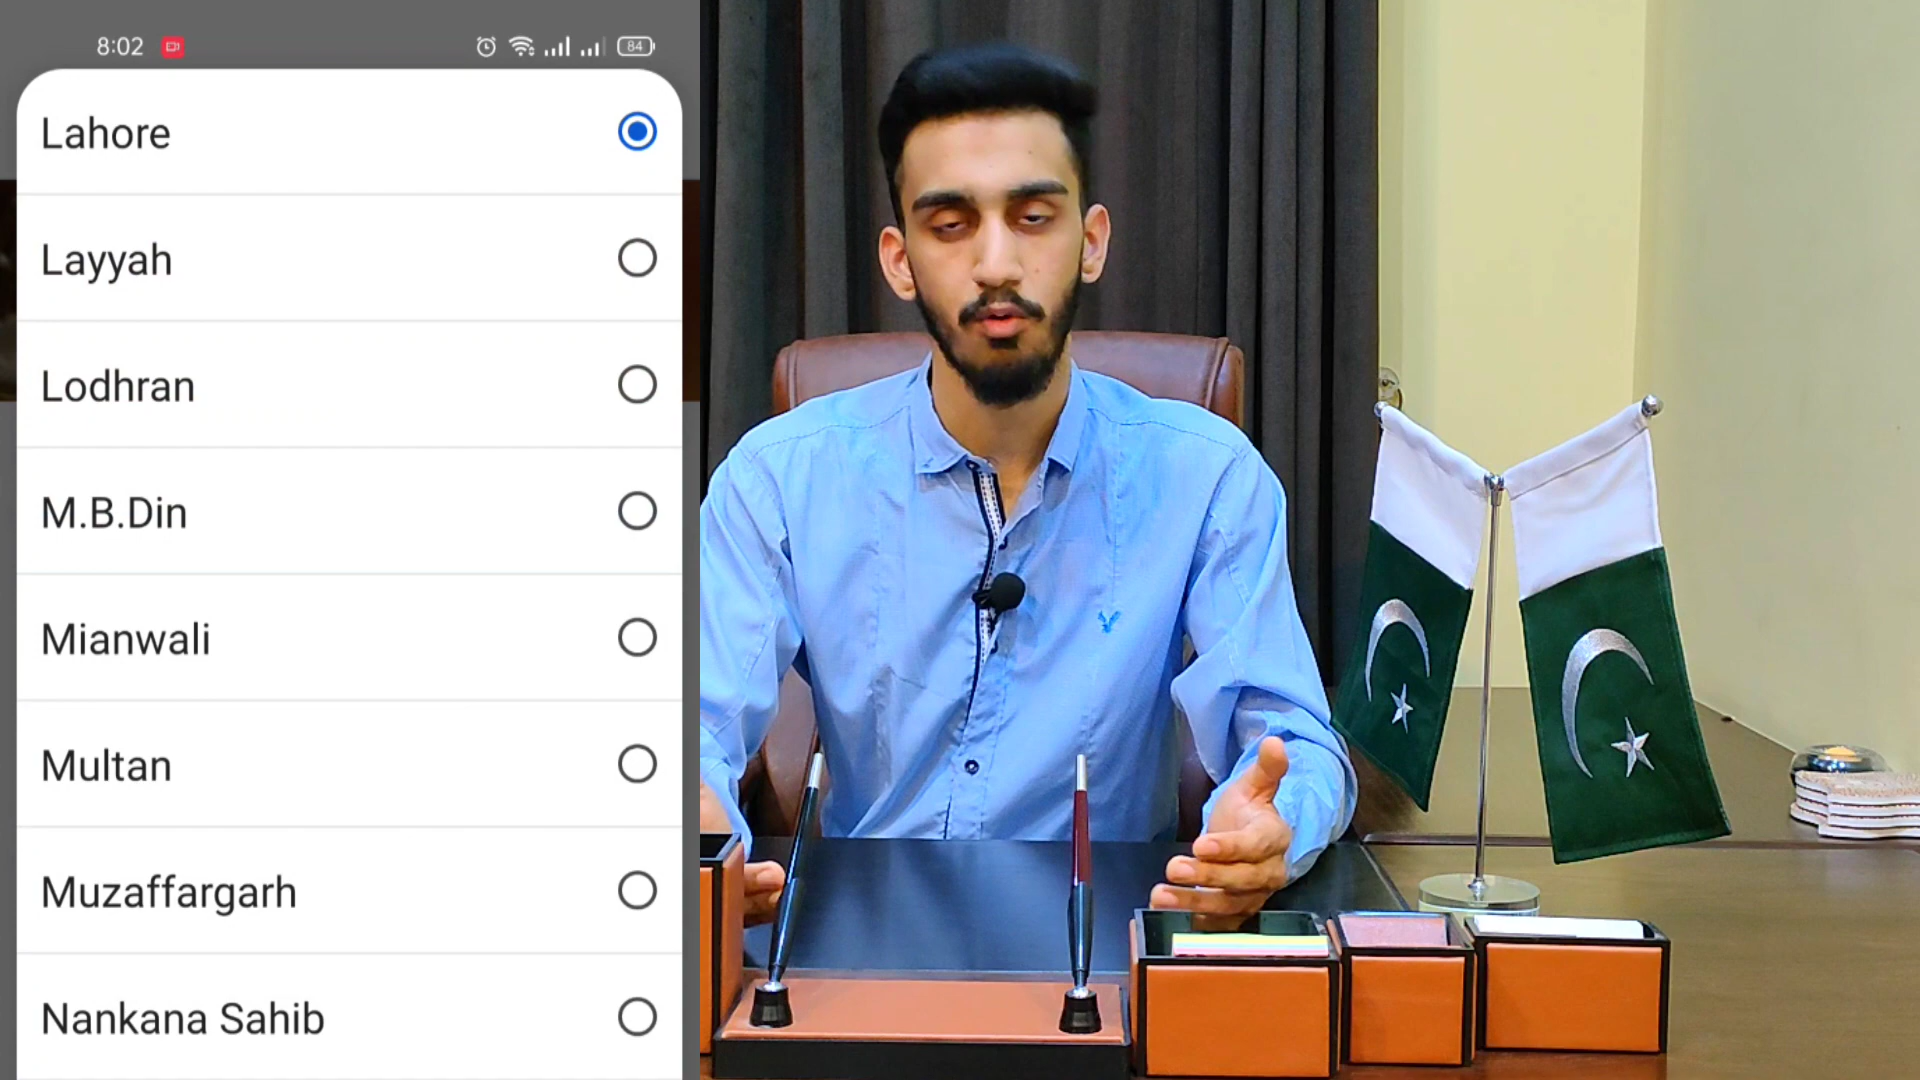 8:02
84
Lahore
Layyah
Lodhran
M.B.Din
Mianwali
Multan
Muzaffargarh
Nankana Sahib